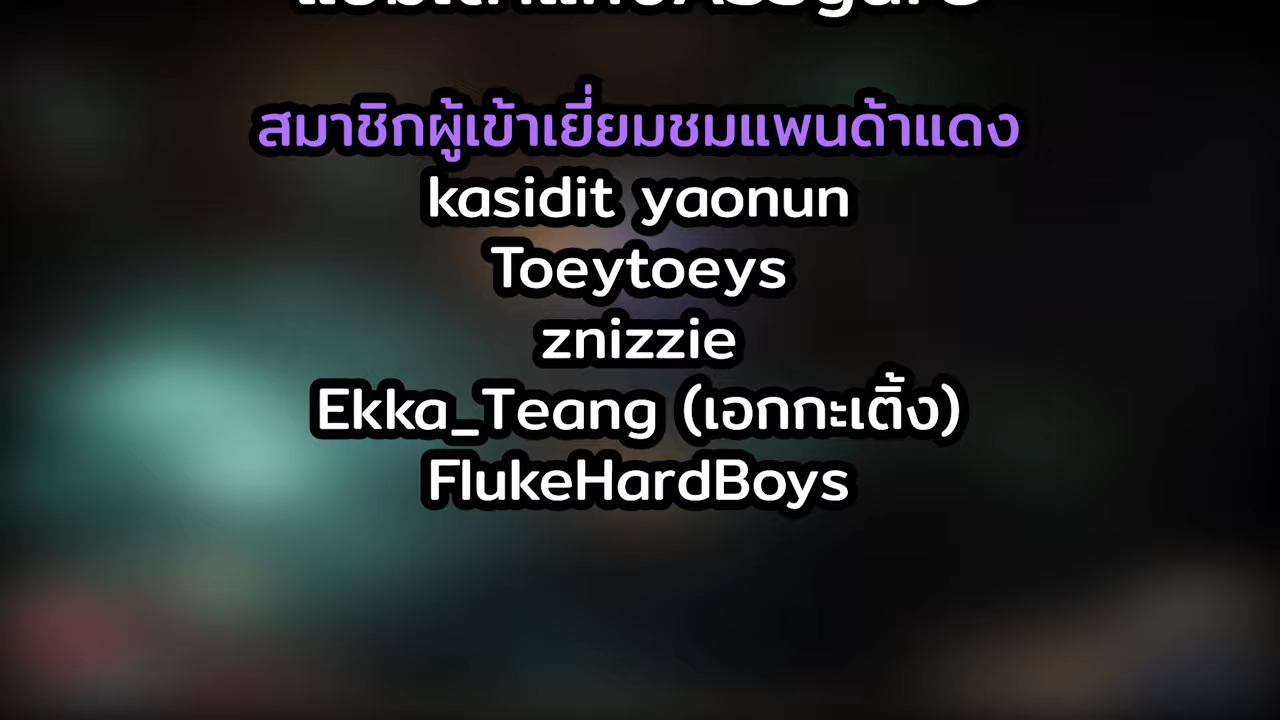 สมาชิกผู้เข้าเยี่ยมชมแพนด้าแดง
kasidit yaonun
Toeytoeys
znizzie
Ekka_Teang (เอกกะเติ้ง)
FlukeHardBoys